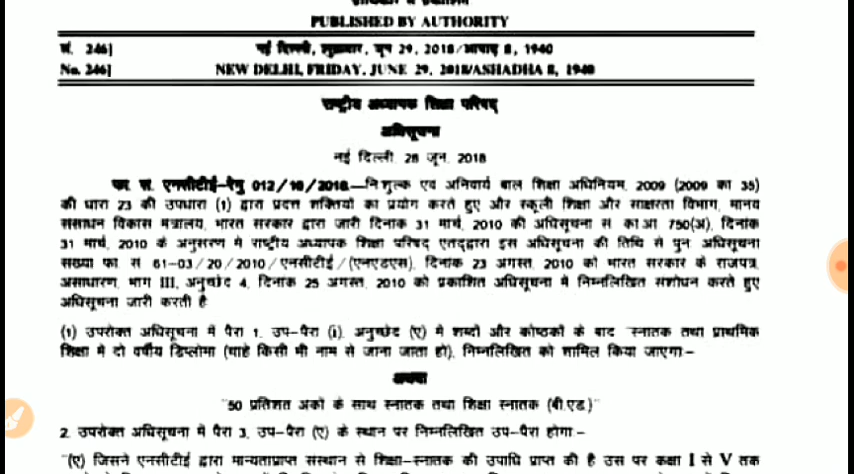 PUBLISHED BY AUTHORITY
सं. 246]
नई दिल्ली, शुक्रवार, जून 29, 2018/आषाढ़ 8, 1940
No. 246]
NEW DELHI, FRIDAY, JUNE 29, 2018/ASHADHA 8, 1940
राष्ट्रीय अध्यापक शिक्षा परिषद्
अधिसूचना
नई दिल्ली, 28 जून, 2018
फा. सं. एनसीटीई-रेगु 012/16/2018.—निशुल्क एवं अनिवार्य बाल शिक्षा अधिनियम, 2009 (2009 का 35)
की धारा 23 की उपधारा (1) द्वारा प्रदत्त शक्तियों का प्रयोग करते हुए और स्कूली शिक्षा और साक्षरता विभाग, मानव
संसाधन विकास मंत्रालय, भारत सरकार द्वारा जारी दिनांक 31 मार्च, 2010 की अधिसूचना सं. का.आ. 750(अ), दिनांक
31 मार्च, 2010 के अनुसरण में राष्ट्रीय अध्यापक शिक्षा परिषद एतद्द्वारा इस अधिसूचना की तिथि से पुनः अधिसूचना
संख्या फा. सं. 61-03/20/2010/एनसीटीई/(एनएंडएस), दिनांक 23 अगस्त, 2010 को भारत सरकार के राजपत्र,
असाधारण, भाग III, अनुच्छेद 4, दिनांक 25 अगस्त, 2010 को प्रकाशित अधिसूचना में निम्नलिखित संशोधन करते हुए
अधिसूचना जारी करती है
(1) उपरोक्त अधिसूचना में पैरा 1, उप-पैरा (i), अनुच्छेद (ए) में शब्दों और कोष्ठकों के बाद "स्नातक तथा प्राथमिक
शिक्षा में दो वर्षीय डिप्लोमा (चाहे किसी भी नाम से जाना जाता हो), निम्नलिखित को शामिल किया जाएगा:-
अथवा
"50 प्रतिशत अंकों के साथ स्नातक तथा शिक्षा स्नातक (बी.एड.)"
2. उपरोक्त अधिसूचना में पैरा 3, उप-पैरा (ए) के स्थान पर निम्नलिखित उप-पैरा होगा:-
"(ए) जिसने एनसीटीई द्वारा मान्यताप्राप्त संस्थान से शिक्षा-स्नातक की उपाधि प्राप्त की है उस पर कक्षा I से V तक